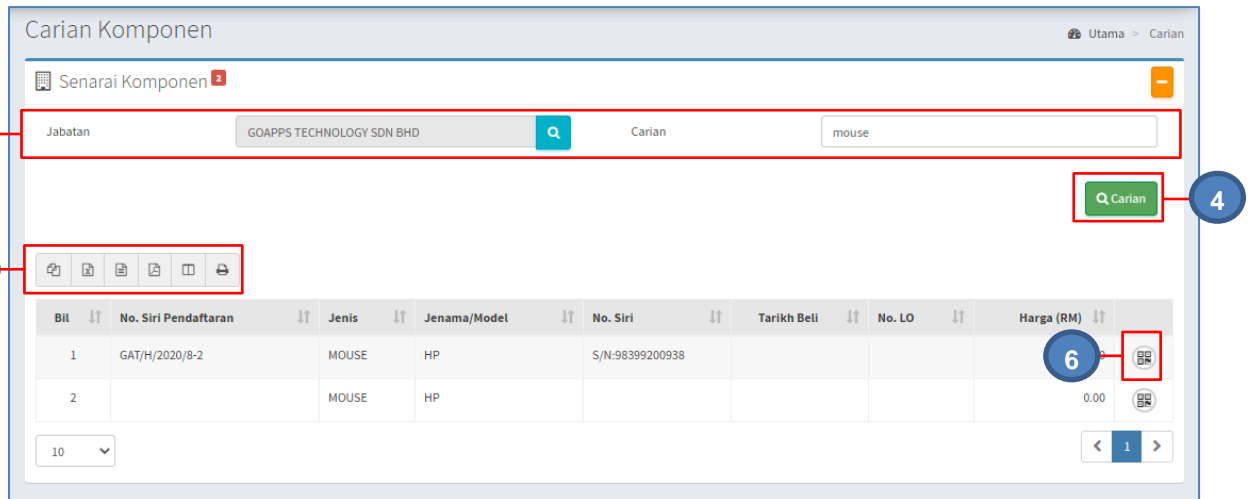 Carian Komponen
Utama > Carian
Senarai Komponen 2
Jabatan GOAPPS TECHNOLOGY SDN BHD Carian mouse
Carian 4
Bil No. Siri Pendaftaran Jenis Jenama/Model No. Siri Tarikh Beli No. LO Harga (RM)
1 GAT/H/2020/8-2 MOUSE HP S/N:98399200938 6
2 MOUSE HP 0.00
10 < 1 >